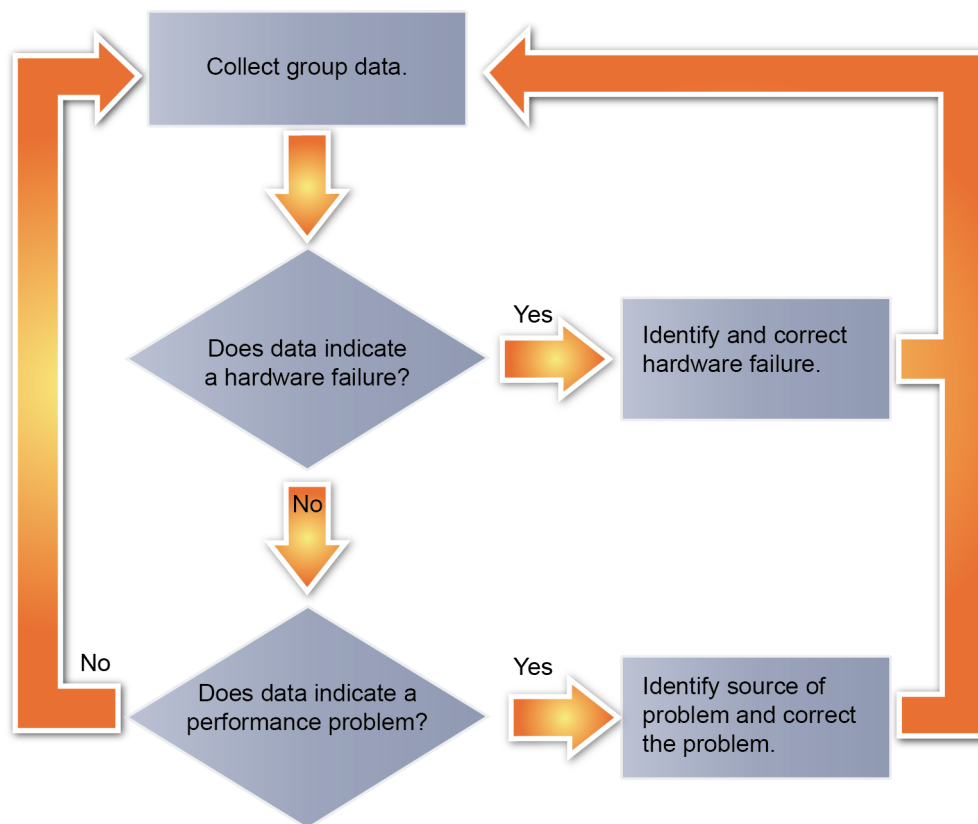 Collect group data.
Does data indicate
a hardware failure?
Yes
Identify and correct
hardware failure.
No
Does data indicate a
performance problem?
No
Yes
Identify source of
problem and correct
the problem.